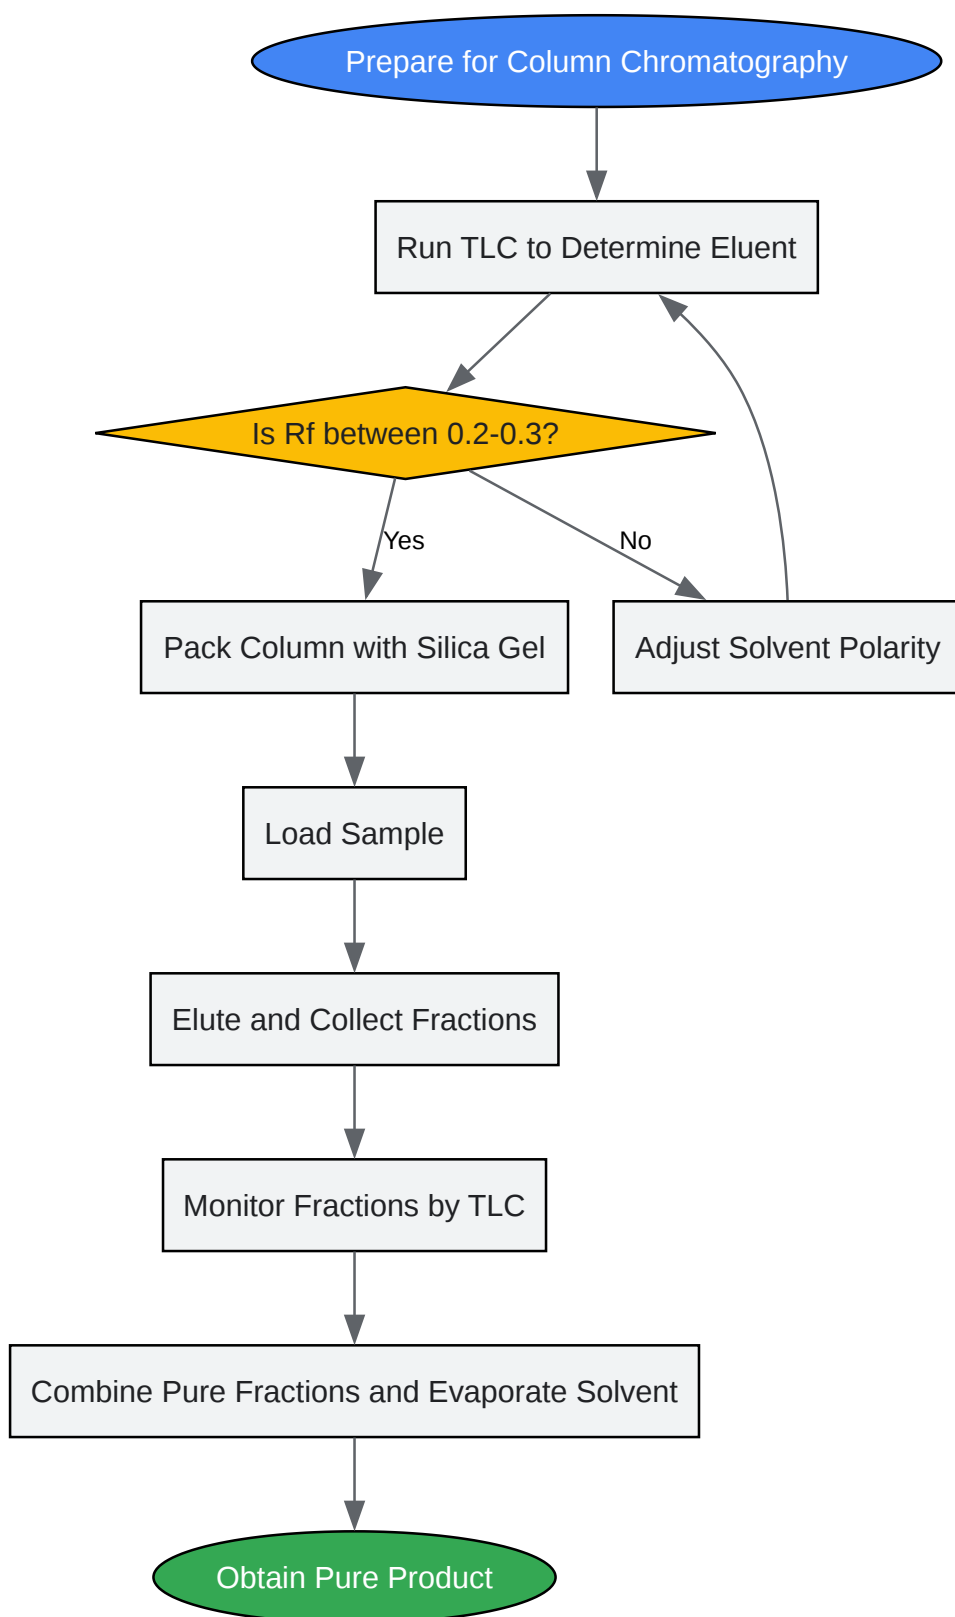 Prepare for Column Chromatography
Run TLC to Determine Eluent
Is Rf between 0.2-0.3?
Yes
No
Pack Column with Silica Gel
Adjust Solvent Polarity
Load Sample
Elute and Collect Fractions
Monitor Fractions by TLC
Combine Pure Fractions and Evaporate Solvent
Obtain Pure Product